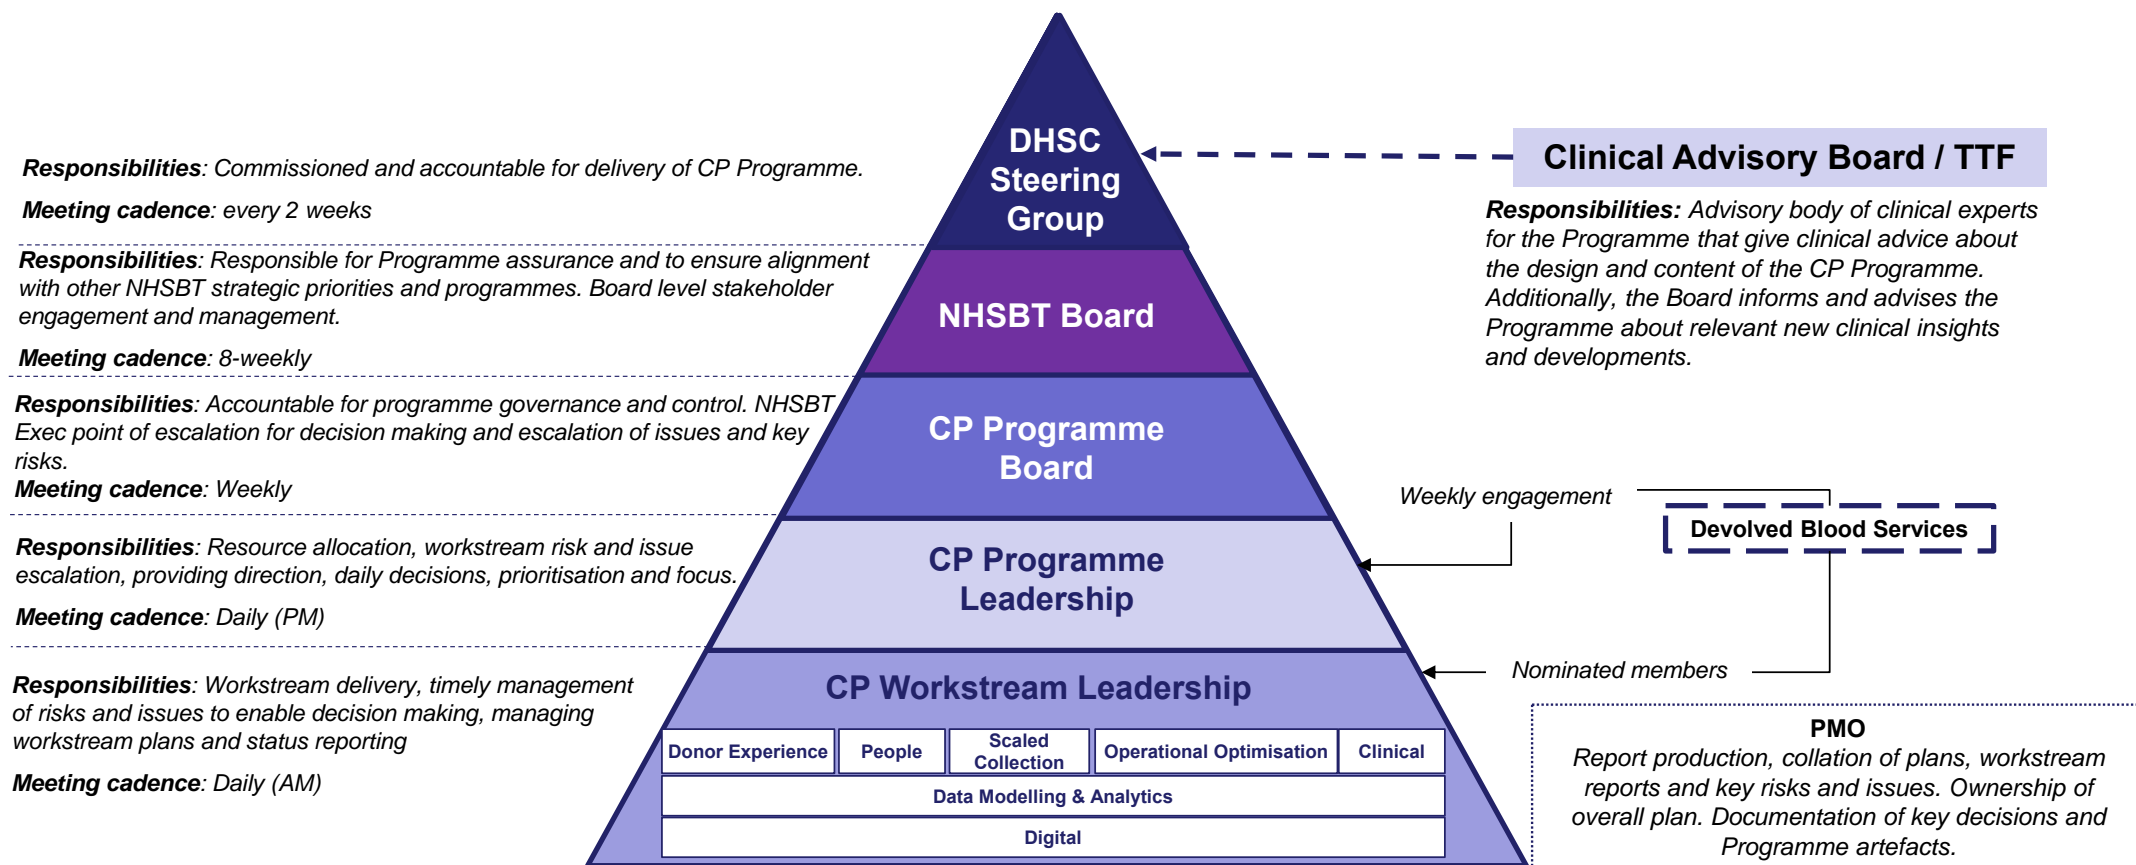 Responsibilities: Commissioned and accountable for delivery of CP Programme.
Meeting cadence: every 2 weeks
Responsibilities: Responsible for Programme assurance and to ensure alignment
with other NHSBT strategic priorities and programmes. Board level stakeholder
engagement and management.
Meeting cadence: 8-weekly
Responsibilities: Accountable for programme governance and control. NHSBT
Exec point of escalation for decision making and escalation of issues and key
risks.
Meeting cadence: Weekly
Responsibilities: Resource allocation, workstream risk and issue
escalation, providing direction, daily decisions, prioritisation and focus.
Meeting cadence: Daily (PM)
Responsibilities: Workstream delivery, timely management
of risks and issues to enable decision making, managing
workstream plans and status reporting
Meeting cadence: Daily (AM)
DHSC
Steering
Group
NHSBT Board
CP Programme
Board
CP Programme
Leadership
CP Workstream Leadership
Donor Experience
People
Scaled
Collection
Operational Optimisation
Clinical
Data Modelling & Analytics
Digital
Clinical Advisory Board / TTF
Responsibilities: Advisory body of clinical experts
for the Programme that give clinical advice about
the design and content of the CP Programme.
Additionally, the Board informs and advises the
Programme about relevant new clinical insights
and developments.
Weekly engagement
Devolved Blood Services
Nominated members
PMO
Report production, collation of plans, workstream
reports and key risks and issues. Ownership of
overall plan. Documentation of key decisions and
Programme artefacts.